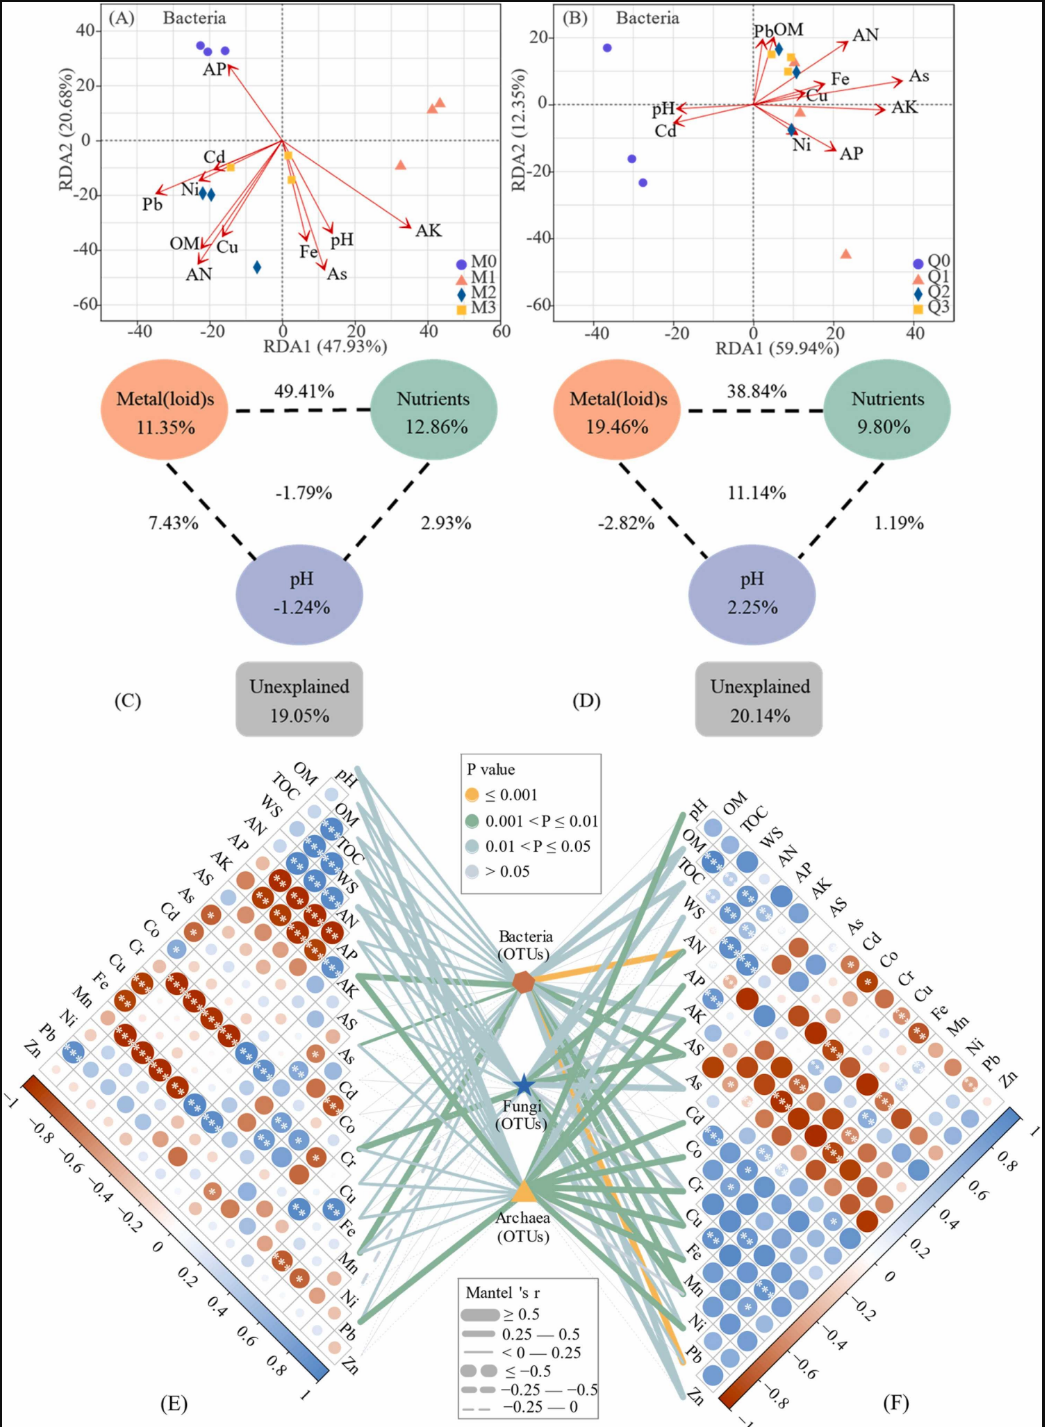 (A) Bacteria
40
20
0
-20
-40
-60
RDA2 (20.68%)
AP
Cd
Ni
Pb
OM
Cu
AN
Fe
pH
As
AK
M0
M1
M2
M3
-40
-20
0
20
40
60
RDA1 (47.93%)
(B) Bacteria
20
0
-20
-40
-60
RDA2 (12.35%)
Pb
OM
AN
Fe
As
Cu
AK
pH
Cd
Ni
AP
Q0
Q1
Q2
Q3
-40
-20
0
20
40
RDA1 (59.94%)
Metal(loid)s
11.35%
49.41%
Nutrients
12.86%
-1.79%
7.43%
2.93%
pH
-1.24%
Unexplained
19.05%
(C)
Metal(loid)s
19.46%
38.84%
Nutrients
9.80%
11.14%
-2.82%
1.19%
pH
2.25%
Unexplained
20.14%
(D)
OM
TOC
WS
AN
AP
AK
AS
As
Cd
Co
Cr
Cu
Fe
Mn
Ni
Pb
Zn
pH
OM
TOC
WS
AN
AP
AK
AS
As
Cd
Co
Cr
Cu
Fe
Mn
Ni
Pb
Zn
-1
-0.8
-0.6
-0.4
-0.2
0
0.2
0.4
0.6
0.8
1
(E)
P value
≤ 0.001
0.001 < P ≤ 0.01
0.01 < P ≤ 0.05
> 0.05
Bacteria
(OTUs)
Fungi
(OTUs)
Archaea
(OTUs)
Mantel 's r
≥ 0.5
0.25 — 0.5
< 0 — 0.25
≤ −0.5
−0.25 — −0.5
−0.25 — 0
pH
OM
TOC
WS
AN
AP
AK
AS
As
Cd
Co
Cr
Cu
Fe
Mn
Ni
Pb
Zn
OM
TOC
WS
AN
AP
AK
AS
As
Cd
Co
Cr
Cu
Fe
Mn
Ni
Pb
Zn
1
0.8
0.6
0.4
0.2
0
-0.2
-0.4
-0.6
-0.8
-1
(F)